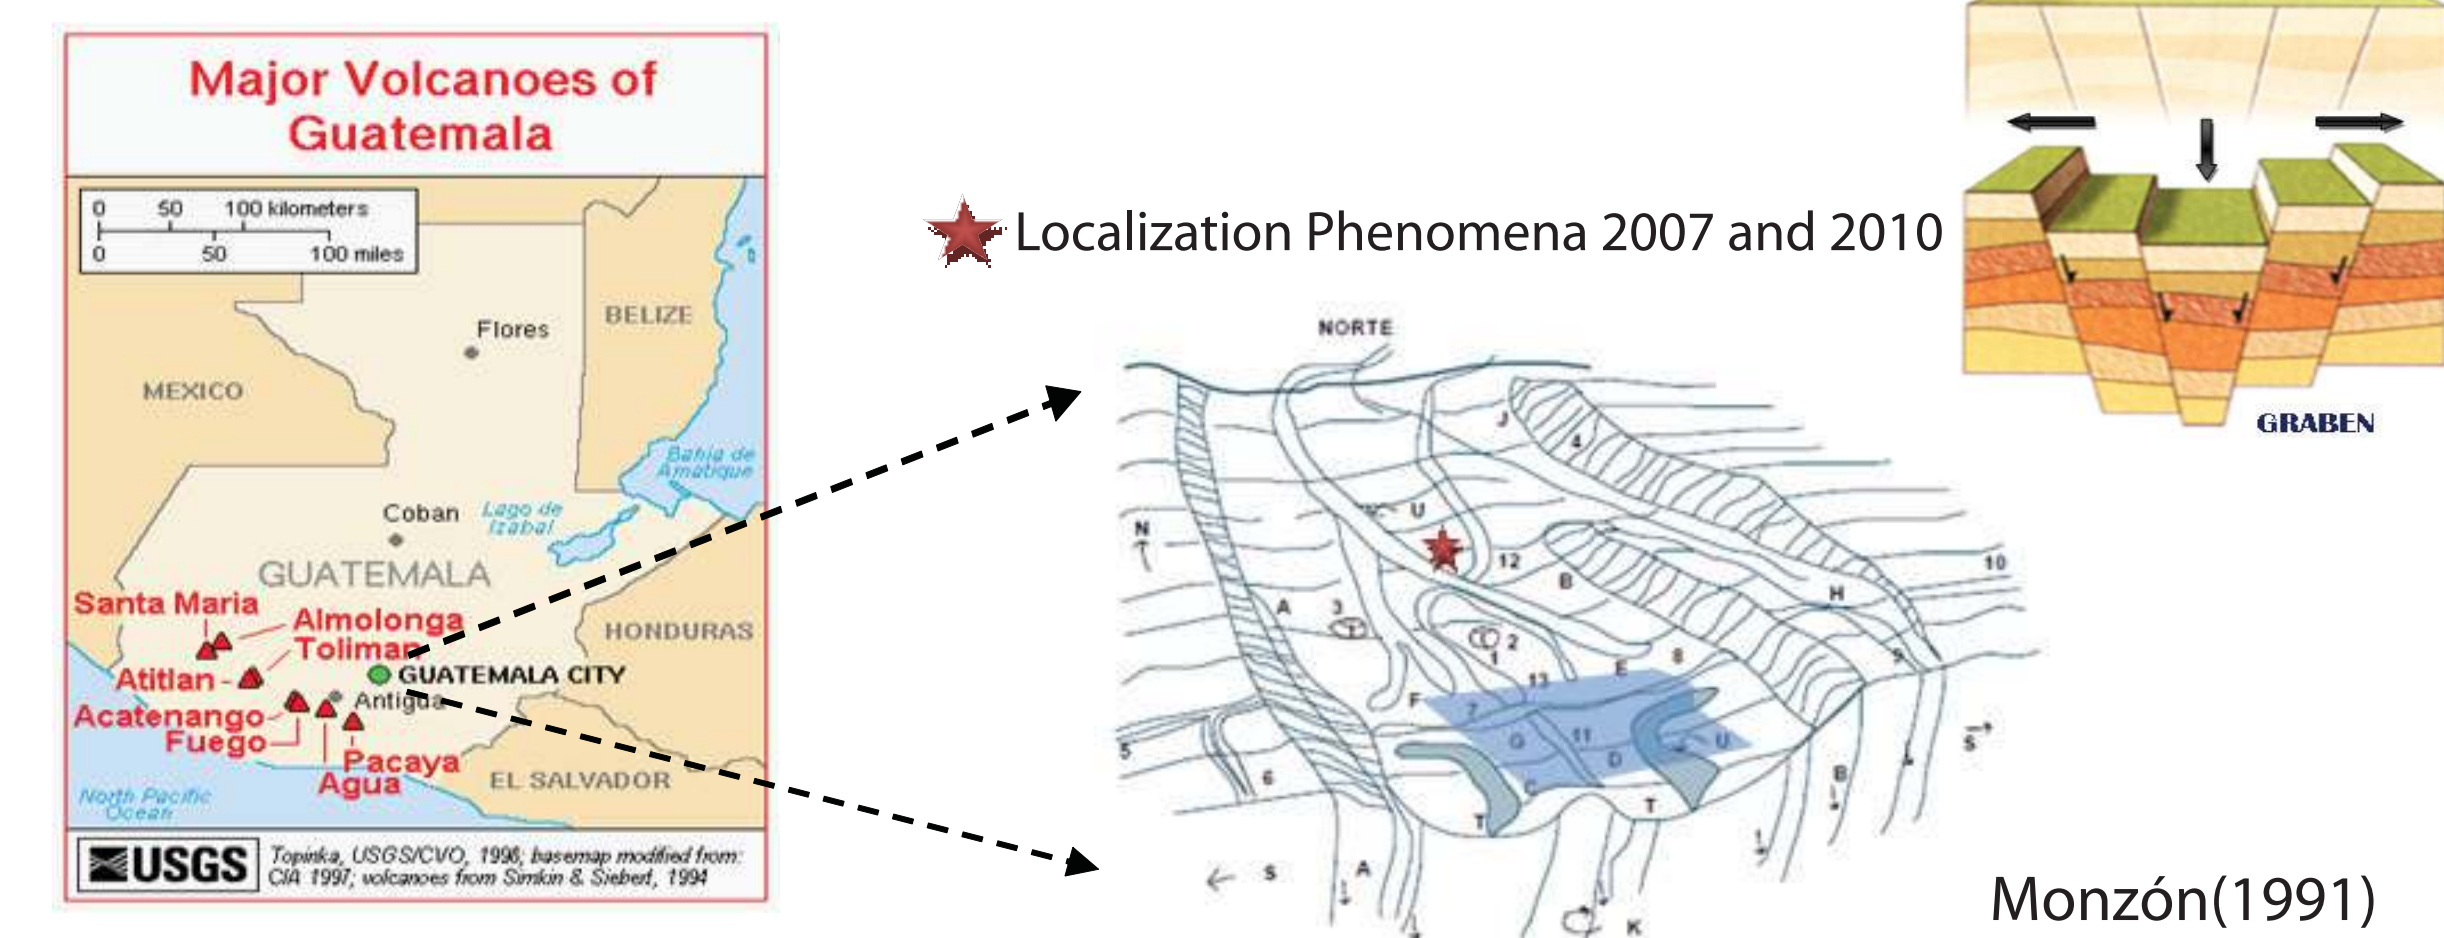 Major Volcanoes of
Guatemala
0 50 100 kilometers
0 50 100 miles
Flores
BELIZE
MEXICO
Bahia de
Amatique
Coban
Lago de
Izabal
GUATEMALA
Santa Maria
Almolonga
Toliman
HONDURAS
Atitlan
GUATEMALA CITY
Antigua
Acatenango
Fuego
Pacaya
Agua
EL SALVADOR
North Pacific
Ocean
USGS
Topinka, USGS/CVO, 1998; basemap modified from:
CIA 1997; volcanoes from Simkin & Siebert, 1994
Localization Phenomena 2007 and 2010
GRABEN
NORTE
J
4
U
N
12
10
B
H
A 3
2
1
E 8 9
13
F
7
G 11 U
D
5
6
C
T T
B
S
S A
K
Monzón(1991)